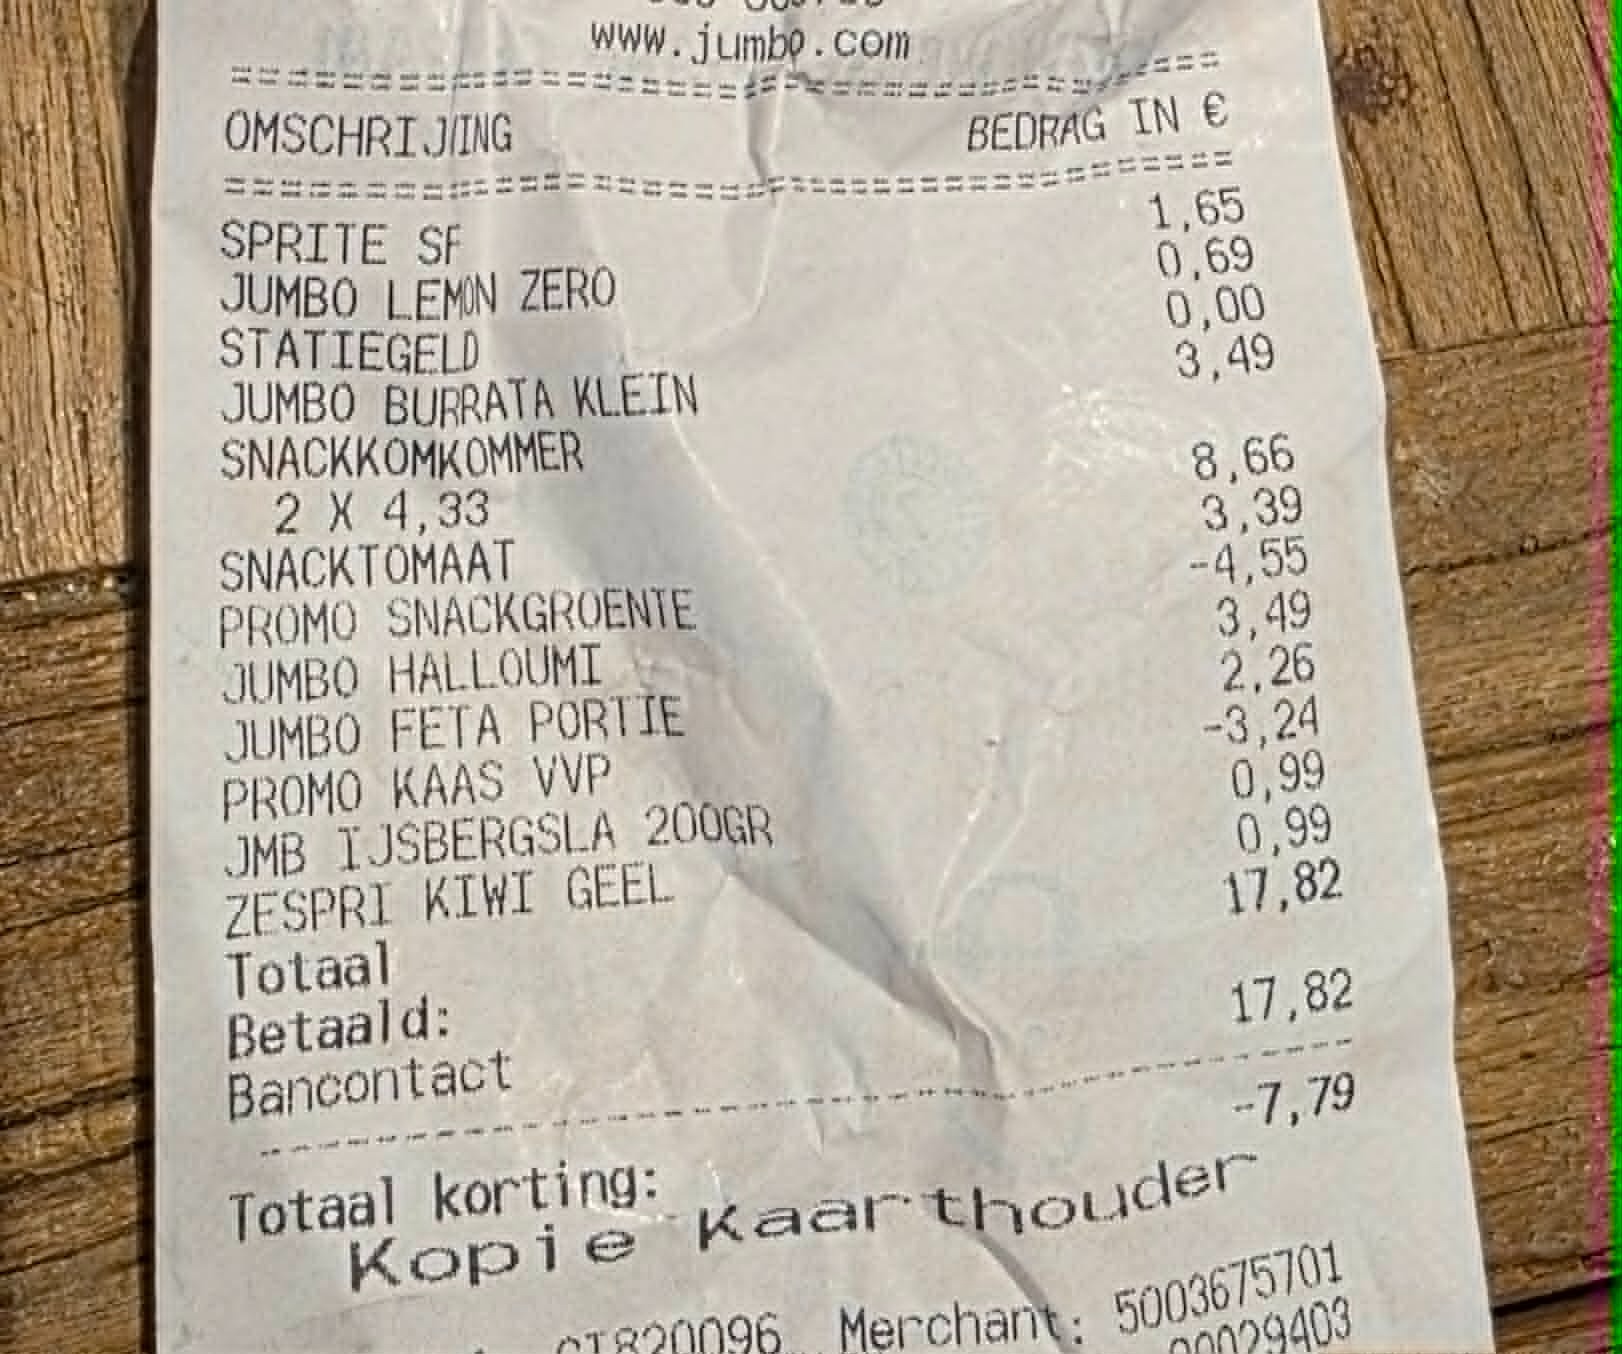 www.jumbo.com
================================
OMSCHRIJVING BEDRAG IN €
================================
SPRITE SF 1,65
JUMBO LEMON ZERO 0,69
STATIEGELD 0,00
JUMBO BURRATA KLEIN 3,49
SNACKKOMKOMMER
2 X 4,33 8,66
SNACKTOMAAT 3,39
PROMO SNACKGROENTE -4,55
JUMBO HALLOUMI 3,49
JUMBO FETA PORTIE 2,26
PROMO KAAS VVP -3,24
JMB IJSBERGSLA 200GR 0,99
ZESPRI KIWI GEEL 0,99
Totaal 17,82
Betaald:
Bancontact 17,82
--------------------------------
Totaal korting: -7,79
Kopie Kaarthouder
Merchant: 5003675701